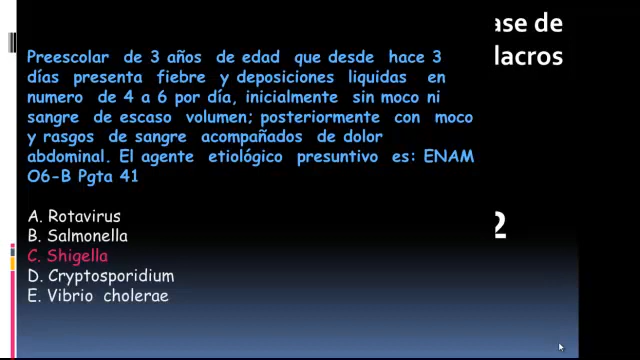 ase de
lacros
Preescolar de 3 años de edad que desde hace 3
días presenta fiebre y deposiciones liquidas en
numero de 4 a 6 por día, inicialmente sin moco ni
sangre de escaso volumen; posteriormente con moco
y rasgos de sangre acompañados de dolor
abdominal. El agente etiológico presuntivo es: ENAM
O6-B Pgta 41
A. Rotavirus
B. Salmonella
C. Shigella
D. Cryptosporidium
E. Vibrio cholerae
2